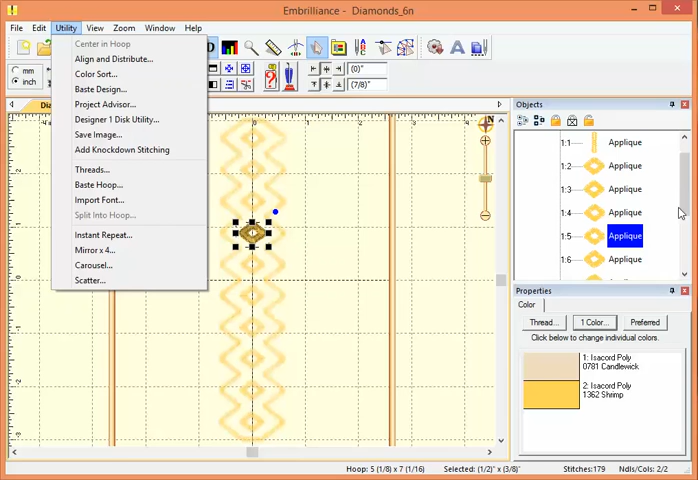 Embrilliance - Diamonds_6n
File Edit Utility View Zoom Window Help
Center in Hoop
Align and Distribute...
Color Sort...
Baste Design...
Project Advisor...
Designer 1 Disk Utility...
Save Image...
Add Knockdown Stitching
Threads...
Baste Hoop...
Import Font...
Split Into Hoop...
Instant Repeat...
Mirror x 4...
Carousel...
Scatter...
mm
inch
(0)"
(7/8)"
N
Objects
1:1 Applique
1:2 Applique
1:3 Applique
1:4 Applique
1:5 Applique
1:6 Applique
Properties
Color
Thread... 1 Color... Preferred
Click below to change individual colors.
1: Isacord Poly
0781 Candlewick
2: Isacord Poly
1362 Shrimp
Hoop: 5 (1/8) x 7 (1/16) Selected: (1/2)" x (3/8)" Stitches:179 Ndls/Cols: 2/2